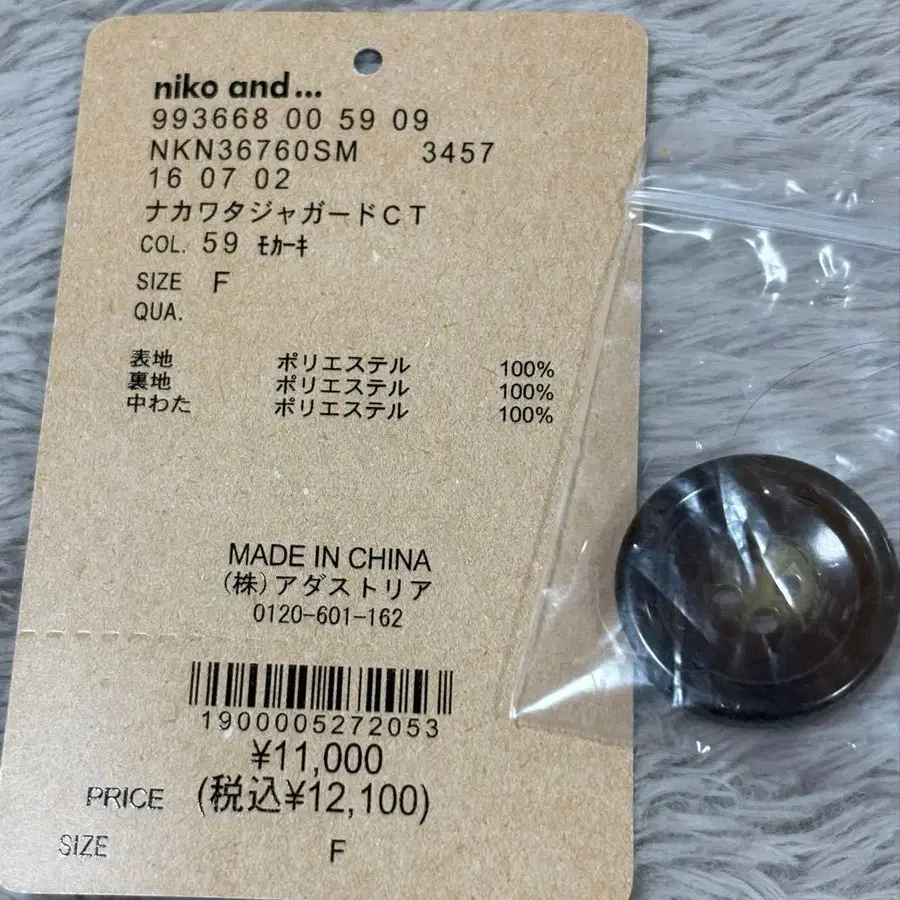 niko and...
993668 00 59 09
NKN36760SM 3457
16 07 02
ナカワタジャガードCT
COL. 59 ﾓｶｰｷ
SIZE F
QUA.
表地 ポリエステル 100%
裏地 ポリエステル 100%
中わた ポリエステル 100%
MADE IN CHINA
(株)アダストリア
0120-601-162
1900005272053
¥11,000
PRICE (税込¥12,100)
SIZE F